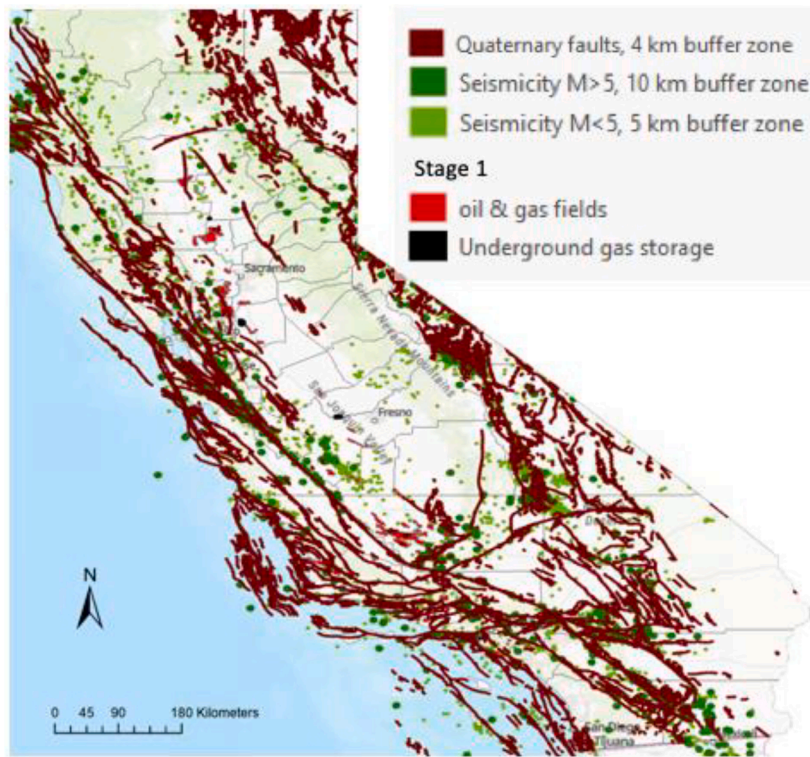 Quaternary faults, 4 km buffer zone
Seismicity M>5, 10 km buffer zone
Seismicity M<5, 5 km buffer zone
Stage 1
oil & gas fields
Underground gas storage
Sacramento
Sierra Nevada Mountains
San Joaquin Valley
Fresno
N
0 45 90 180 Kilometers
San Diego
Tijuana
Mexicali